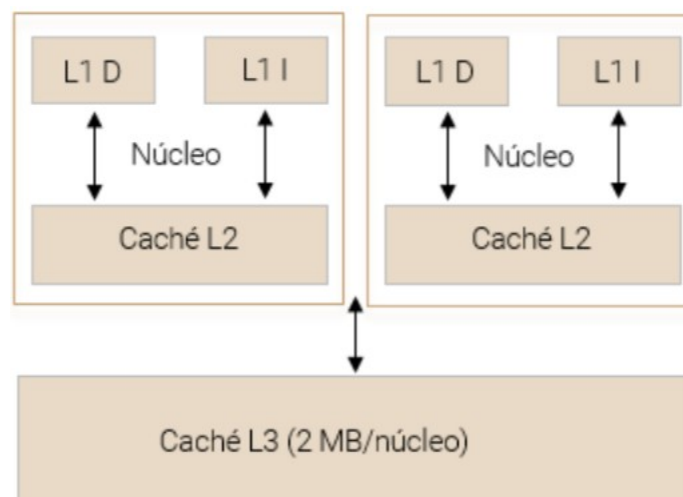 L1 D
L1 I
L1 D
L1 I
Núcleo
Núcleo
Caché L2
Caché L2
Caché L3 (2 MB/núcleo)